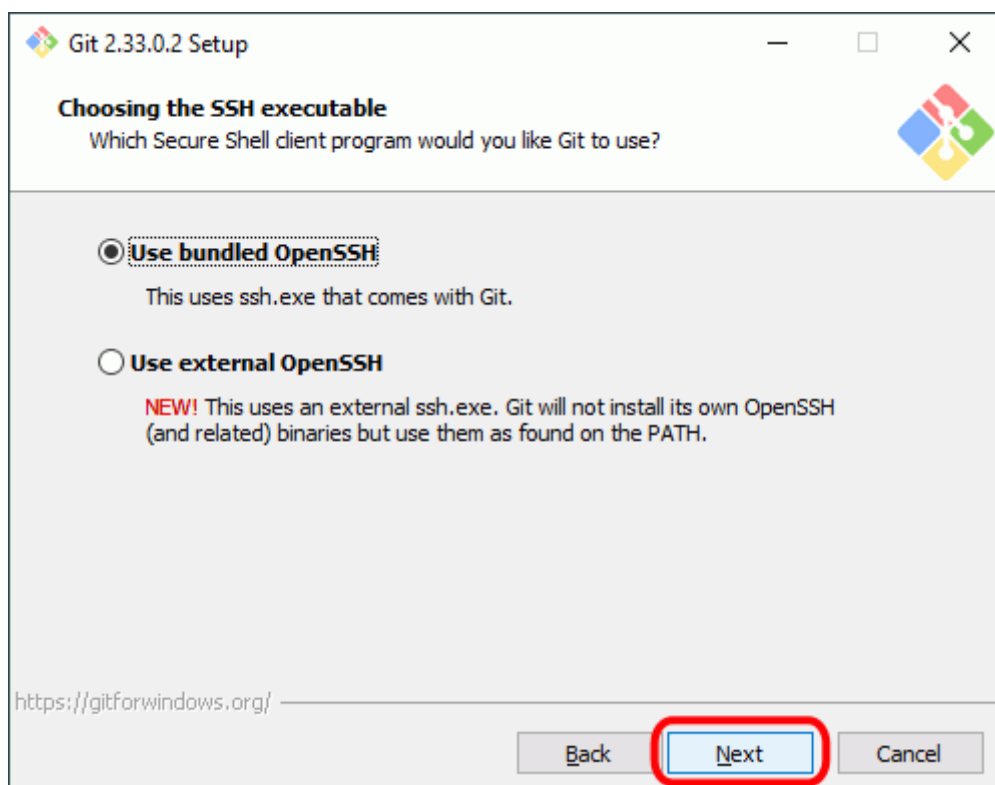 Git 2.33.0.2 Setup
Choosing the SSH executable
Which Secure Shell client program would you like Git to use?
Use bundled OpenSSH
This uses ssh.exe that comes with Git.
Use external OpenSSH
NEW! This uses an external ssh.exe. Git will not install its own OpenSSH
(and related) binaries but use them as found on the PATH.
https://gitforwindows.org/
Back Next Cancel